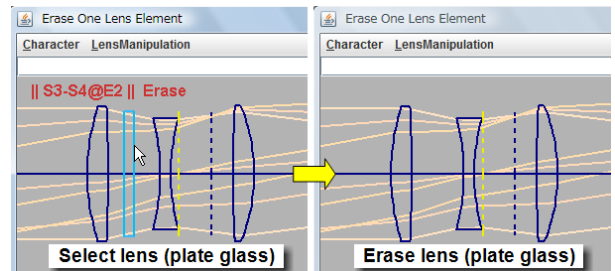 Erase One Lens Element
Character LensManipulation
|| S3-S4@E2 || Erase
Select lens (plate glass)
Erase One Lens Element
Character LensManipulation
Erase lens (plate glass)